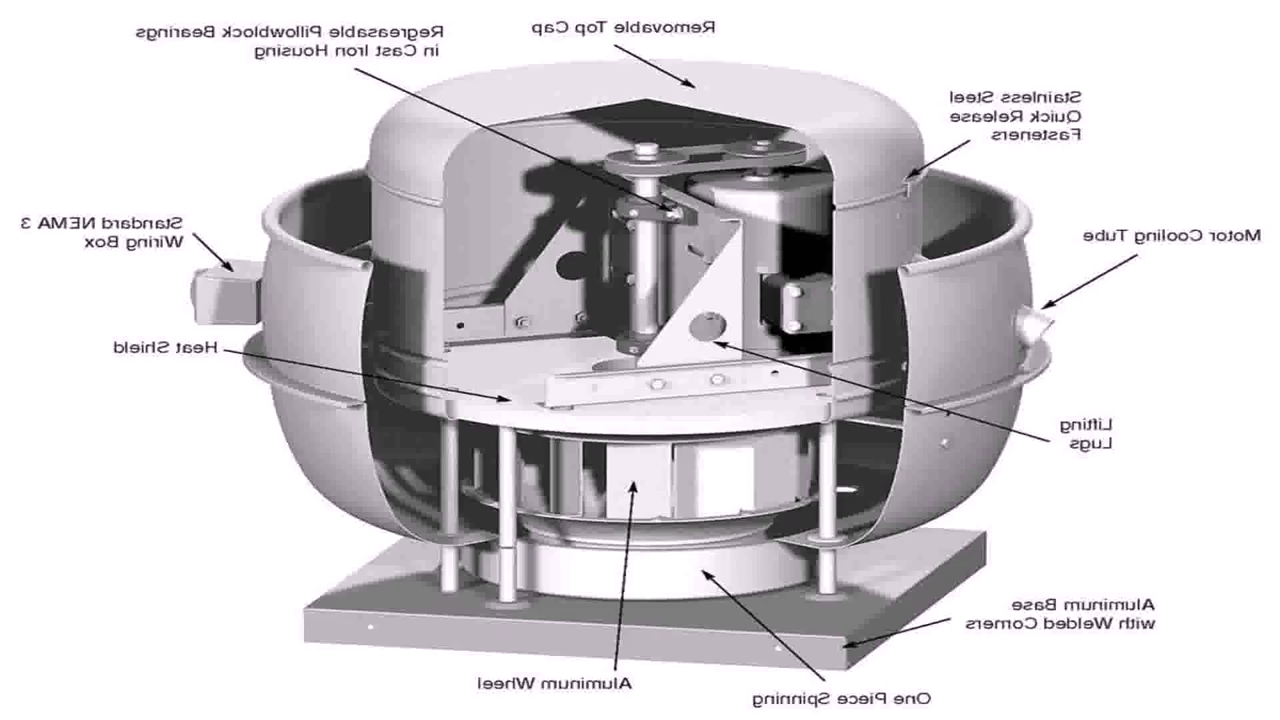 Regreasable Pillowblock Bearings
in Cast Iron Housing
Removable Top Cap
Stainless Steel
Quick Release
Fasteners
Standard NEMA 3
Wiring Box
Motor Cooling Tube
Heat Shield
Lifting
Lugs
Aluminum Base
with Welded Corners
Aluminum Wheel
One Piece Spinning